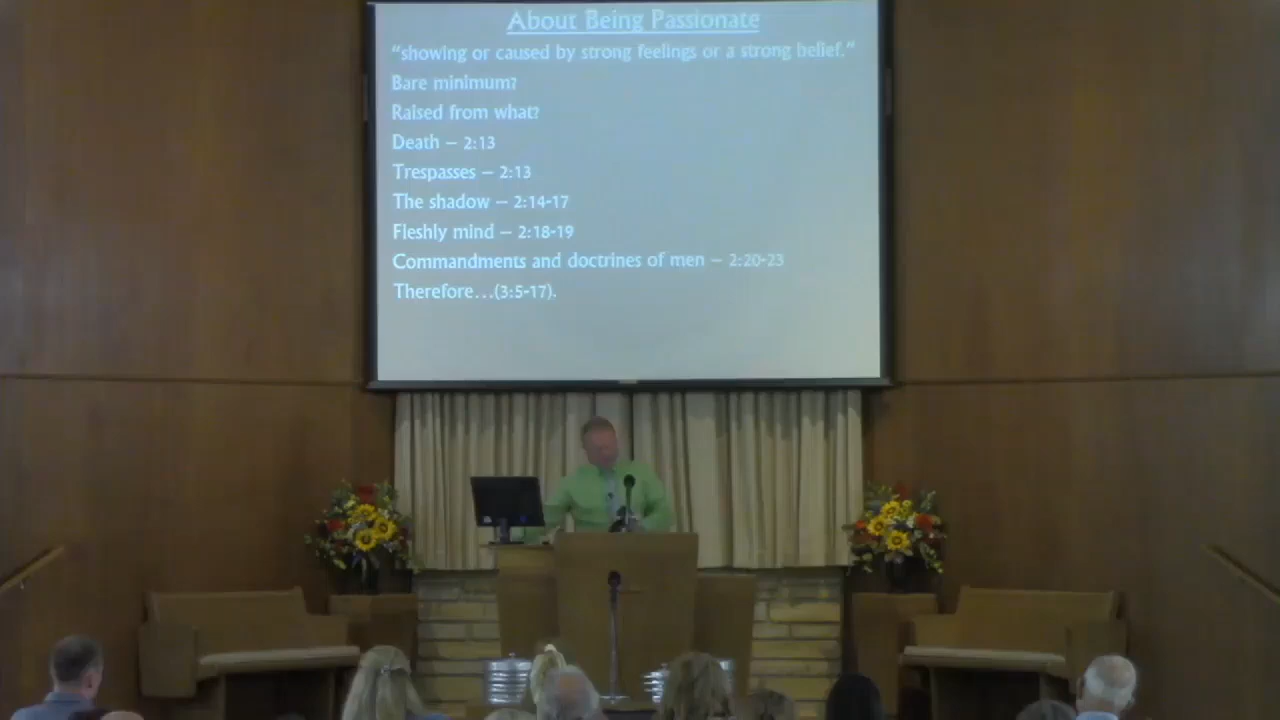 About Being Passionate
“showing or caused by strong feelings or a strong belief.”
Bare minimum?
Raised from what?
Death – 2:13
Trespasses – 2:13
The shadow – 2:14-17
Fleshly mind – 2:18-19
Commandments and doctrines of men – 2:20-23
Therefore…(3:5-17).